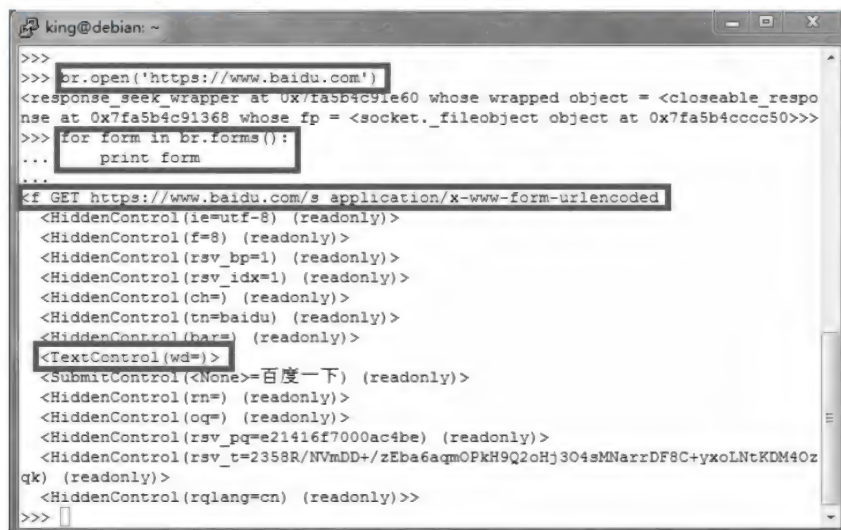 king@debian: ~
>>>
>>> br.open('https://www.baidu.com')
<response_seek_wrapper at 0x7fa5b4c91e60 whose wrapped object = <closeable_respo
nse at 0x7fa5b4c91368 whose fp = <socket._fileobject object at 0x7fa5b4cccc50>>>
>>> for form in br.forms():
...     print form
...
<f GET https://www.baidu.com/s application/x-www-form-urlencoded
  <HiddenControl(ie=utf-8) (readonly)>
  <HiddenControl(f=8) (readonly)>
  <HiddenControl(rsv_bp=1) (readonly)>
  <HiddenControl(rsv_idx=1) (readonly)>
  <HiddenControl(ch=) (readonly)>
  <HiddenControl(tn=baidu) (readonly)>
  <HiddenControl(bar=) (readonly)>
  <TextControl(wd=)>
  <SubmitControl(<None>=百度一下) (readonly)>
  <HiddenControl(rn=) (readonly)>
  <HiddenControl(oq=) (readonly)>
  <HiddenControl(rsv_pq=e21416f7000ac4be) (readonly)>
  <HiddenControl(rsv_t=2358R/NVmDD+/zEba6aqmOPkH9Q2oHj3O4sMNarrDF8C+yxoLNtKDM4Oz
qk) (readonly)>
  <HiddenControl(rqlang=cn) (readonly)>>
>>>